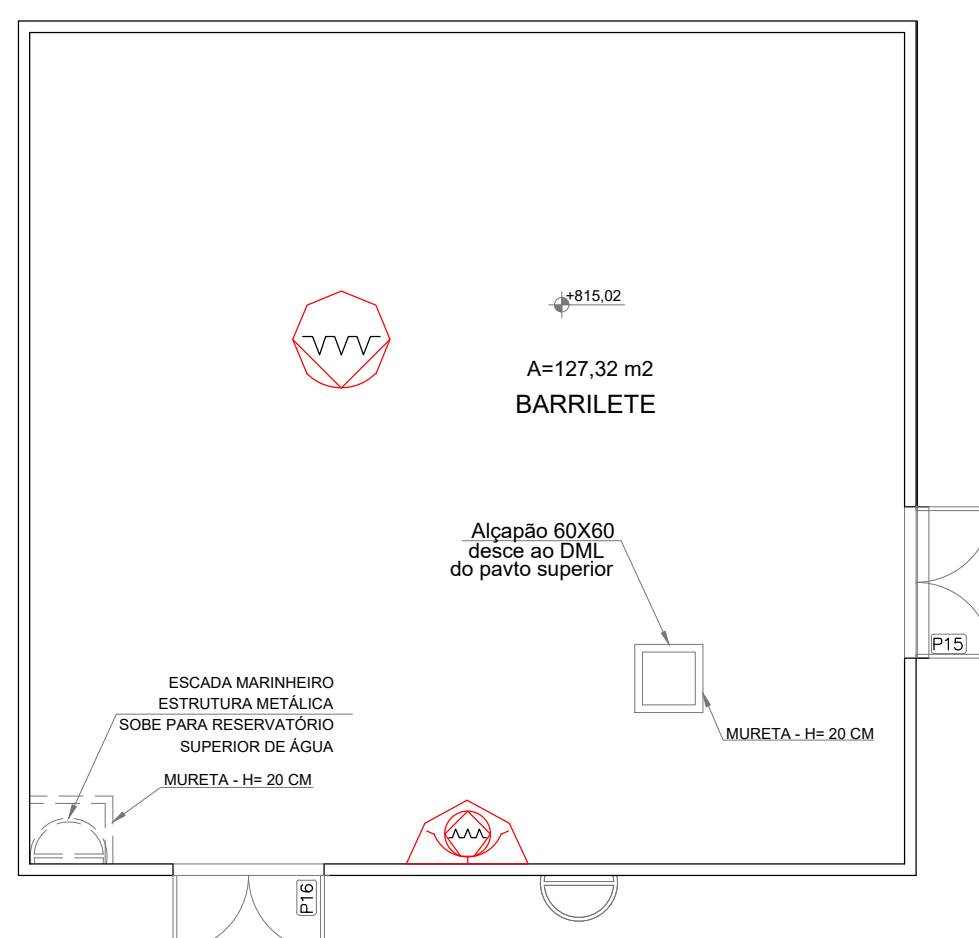 +815,02
A=127,32 m2
BARRILETE
Alçapão 60X60
desce ao DML
do pavto superior
P15
ESCADA MARINHEIRO
ESTRUTURA METÁLICA
SOBE PARA RESERVATÓRIO
SUPERIOR DE ÁGUA
MURETA - H= 20 CM
MURETA - H= 20 CM
P16